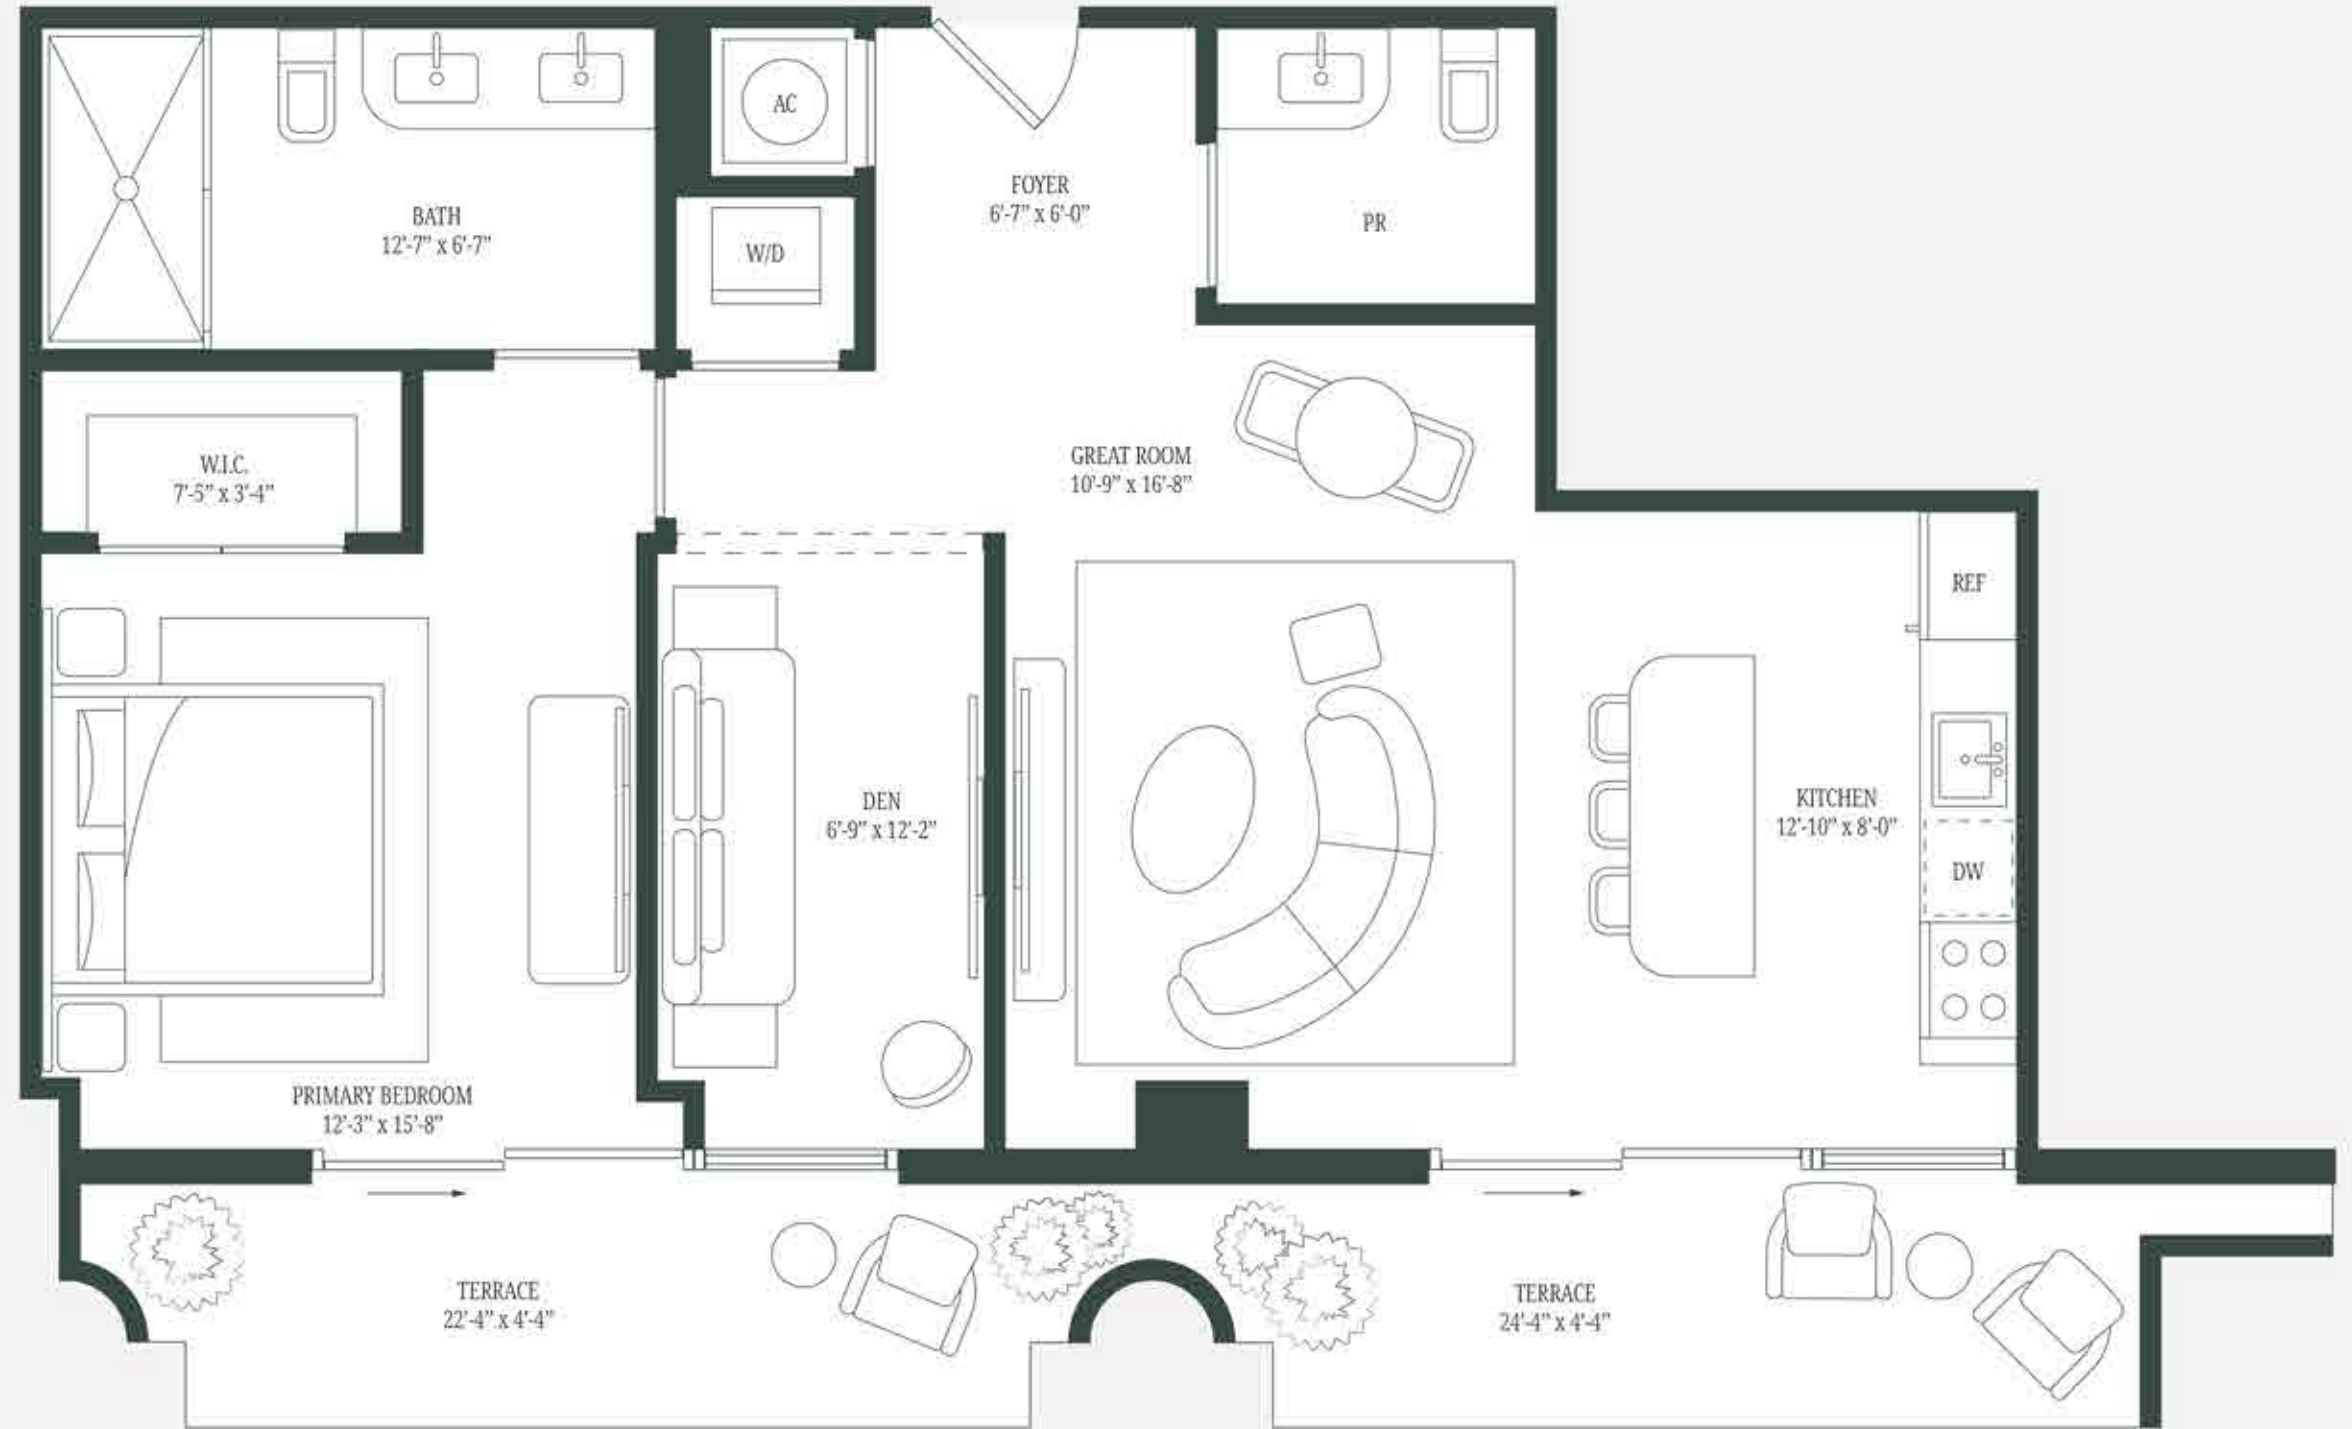 AC
FOYER
6'-7" x 6'-0"
BATH
12'-7" x 6'-7"
PR
W/D
GREAT ROOM
10'-9" x 16'-8"
W.I.C.
7'-5" x 3'-4"
REF
KITCHEN
12'-10" x 8'-0"
DEN
6'-9" x 12'-2"
DW
PRIMARY BEDROOM
12'-3" x 15'-8"
TERRACE
22'-4" x 4'-4"
TERRACE
24'-4" x 4'-4"